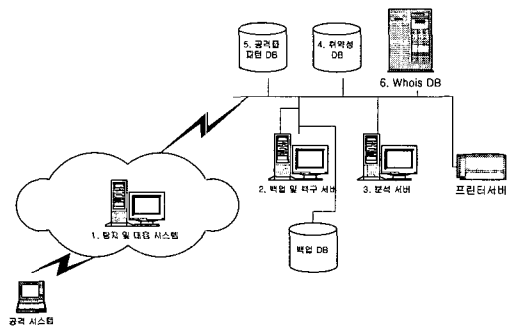 5. 공격및
패턴 DB
4. 취약성
DB
6. Whois DB
2. 백업 및 복구 서버
3. 분석 서버
프린터서버
1. 탐지 및 대응 시스템
백업 DB
공격 시스템